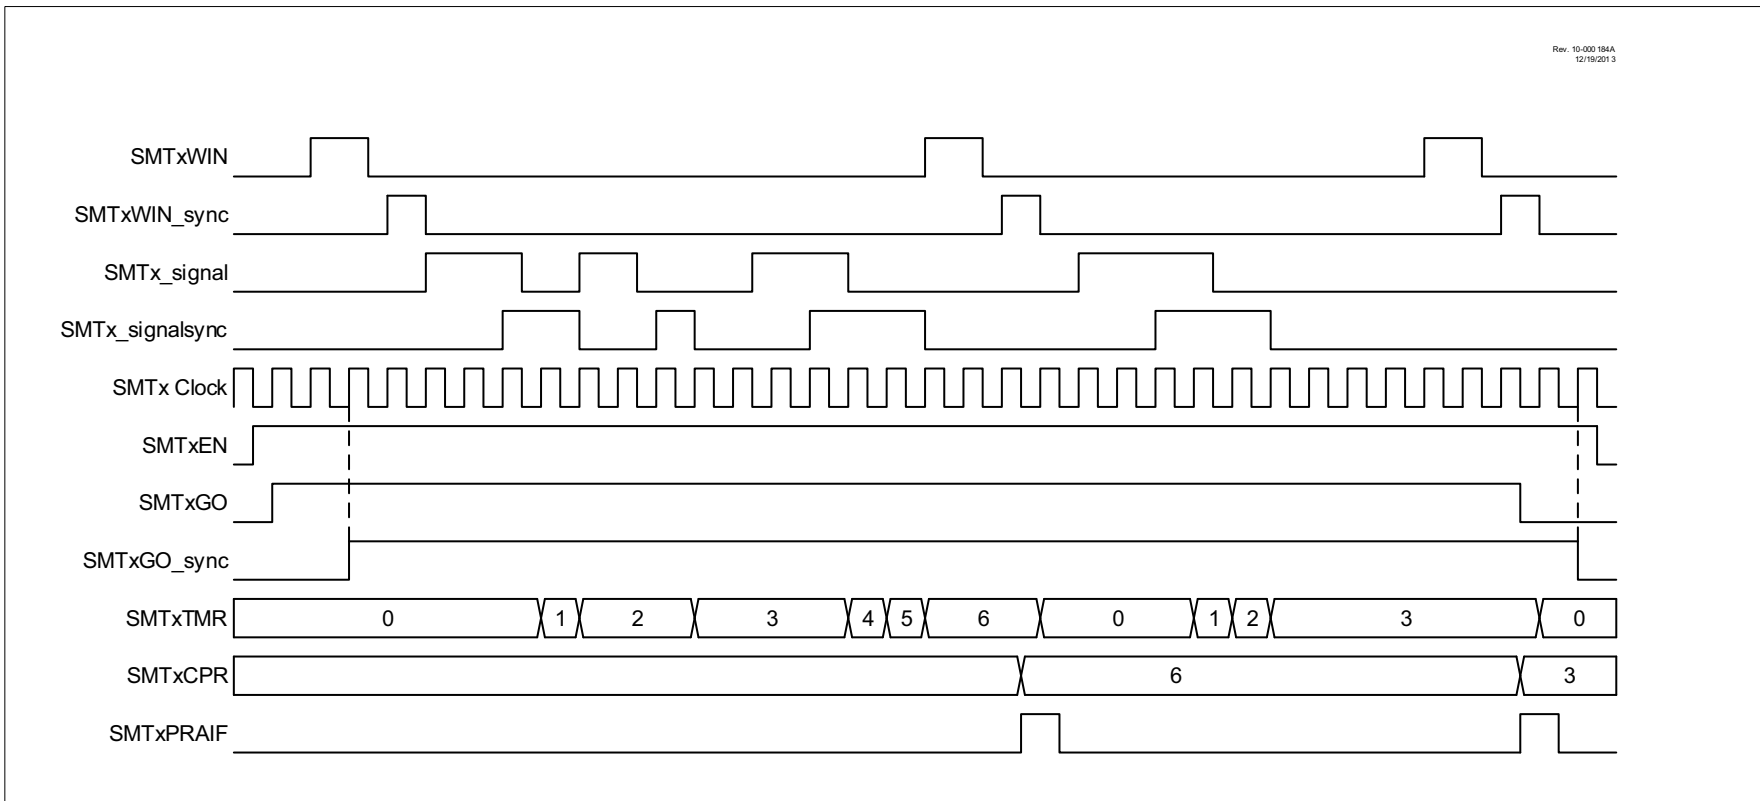 Rev. 10-000 184A
12/19/201 3
SMTxWIN
SMTxWIN_sync
SMTx_signal
SMTx_signalsync
SMTx Clock
SMTxEN
SMTxGO
SMTxGO_sync
SMTxTMR 0 1 2 3 4 5 6 0 1 2 3 0
SMTxCPR 6 3
SMTxPRAIF